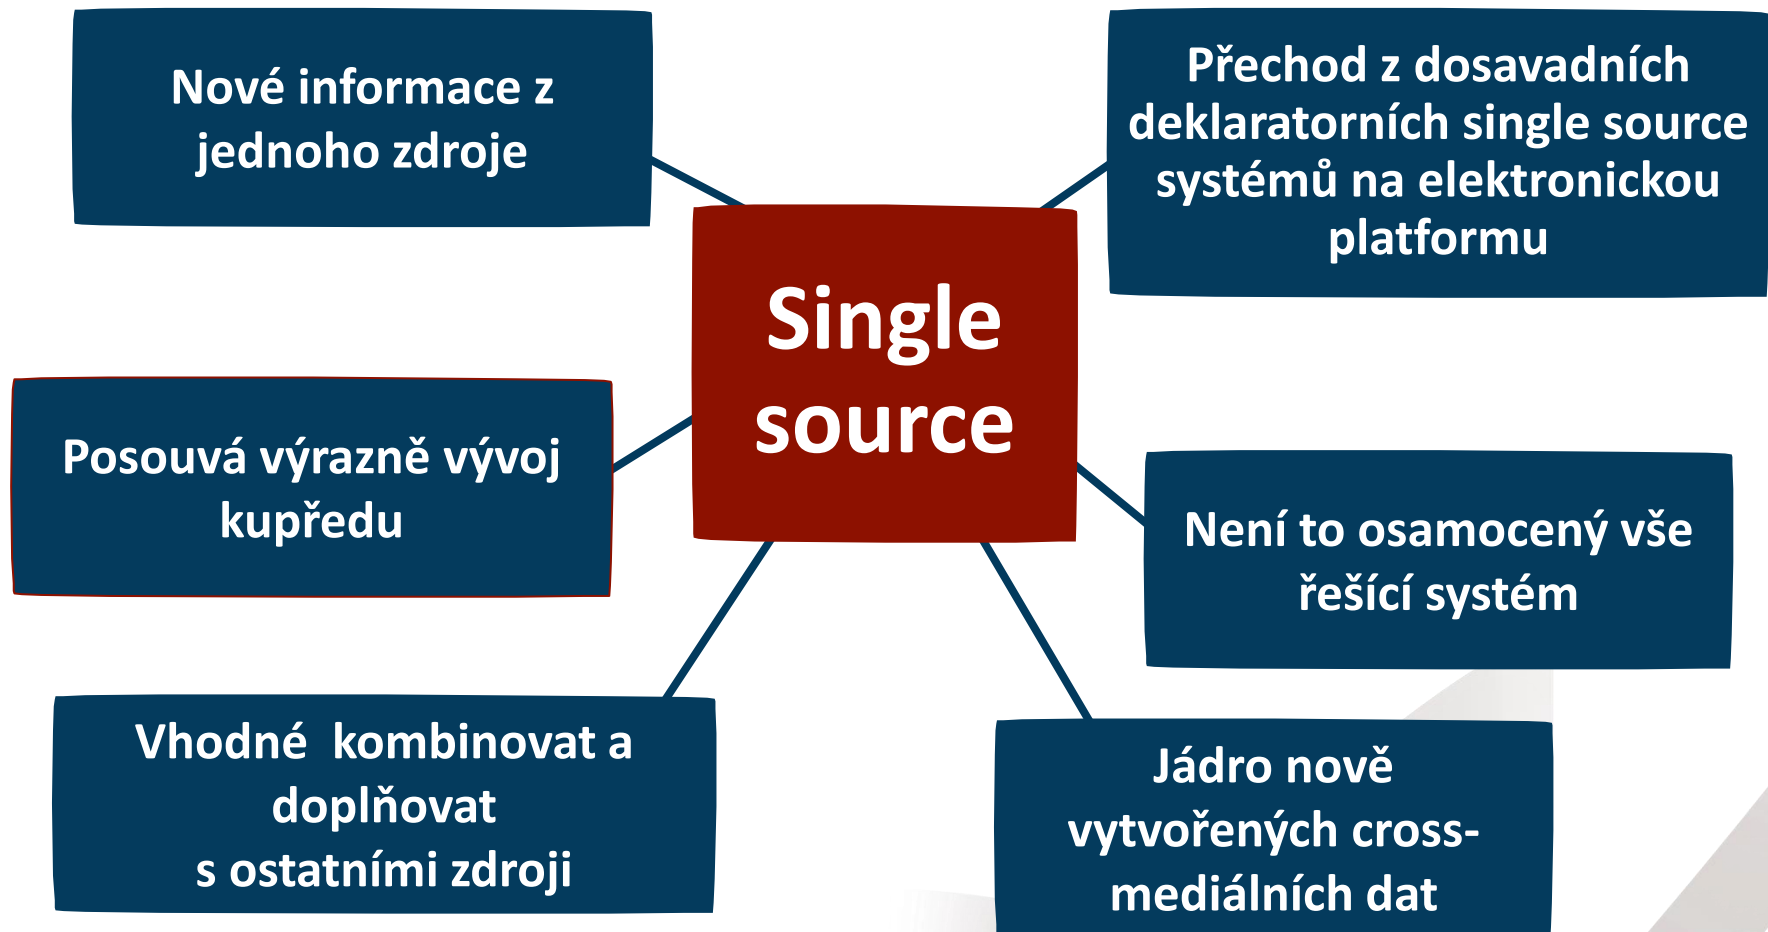 Nové informace z
jednoho zdroje
Přechod z dosavadních
deklaratorních single source
systémů na elektronickou
platformu
Single
source
Posouvá výrazně vývoj
kupředu
Není to osamocený vše
řešící systém
Vhodné  kombinovat a
doplňovat
s ostatními zdroji
Jádro nově
vytvořených cross-
mediálních dat